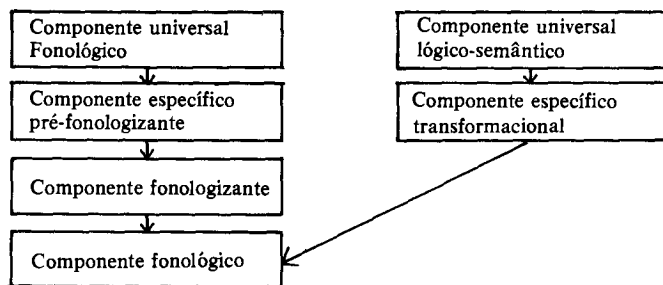 Componente universal
Fonológico
Componente específico
pré-fonologizante
Componente fonologizante
Componente fonológico
Componente universal
lógico-semântico
Componente específico
transformacional